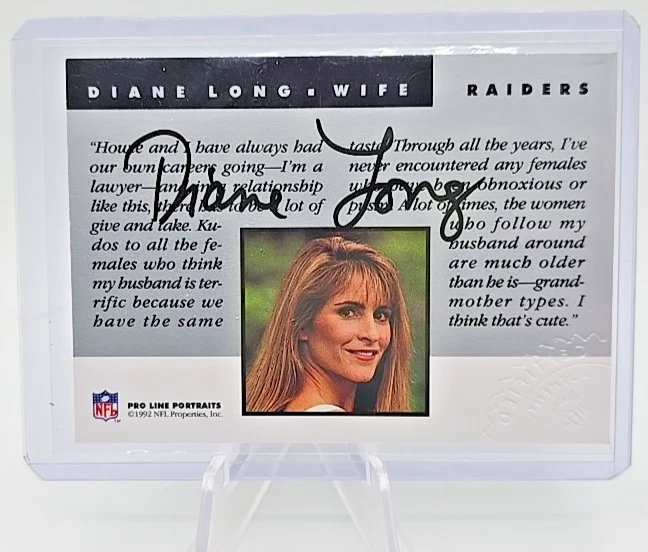 DIANE LONG ▪ WIFE
RAIDERS
"Howie and I have always had
our own careers going—I'm a
lawyer—and in a relationship
like this, there has to be a lot of
give and take. Ku-
dos to all the fe-
males who think
my husband is ter-
rific because we
have the same
taste! Through all the years, I've
never encountered any females
who have been obnoxious or
pushy. A lot of times, the women
who follow my
husband around
are much older
than he is—grand-
mother types. I
think that's cute."
Diane Long
NFL
TM
PRO LINE PORTRAITS
©1992 NFL Properties, Inc.